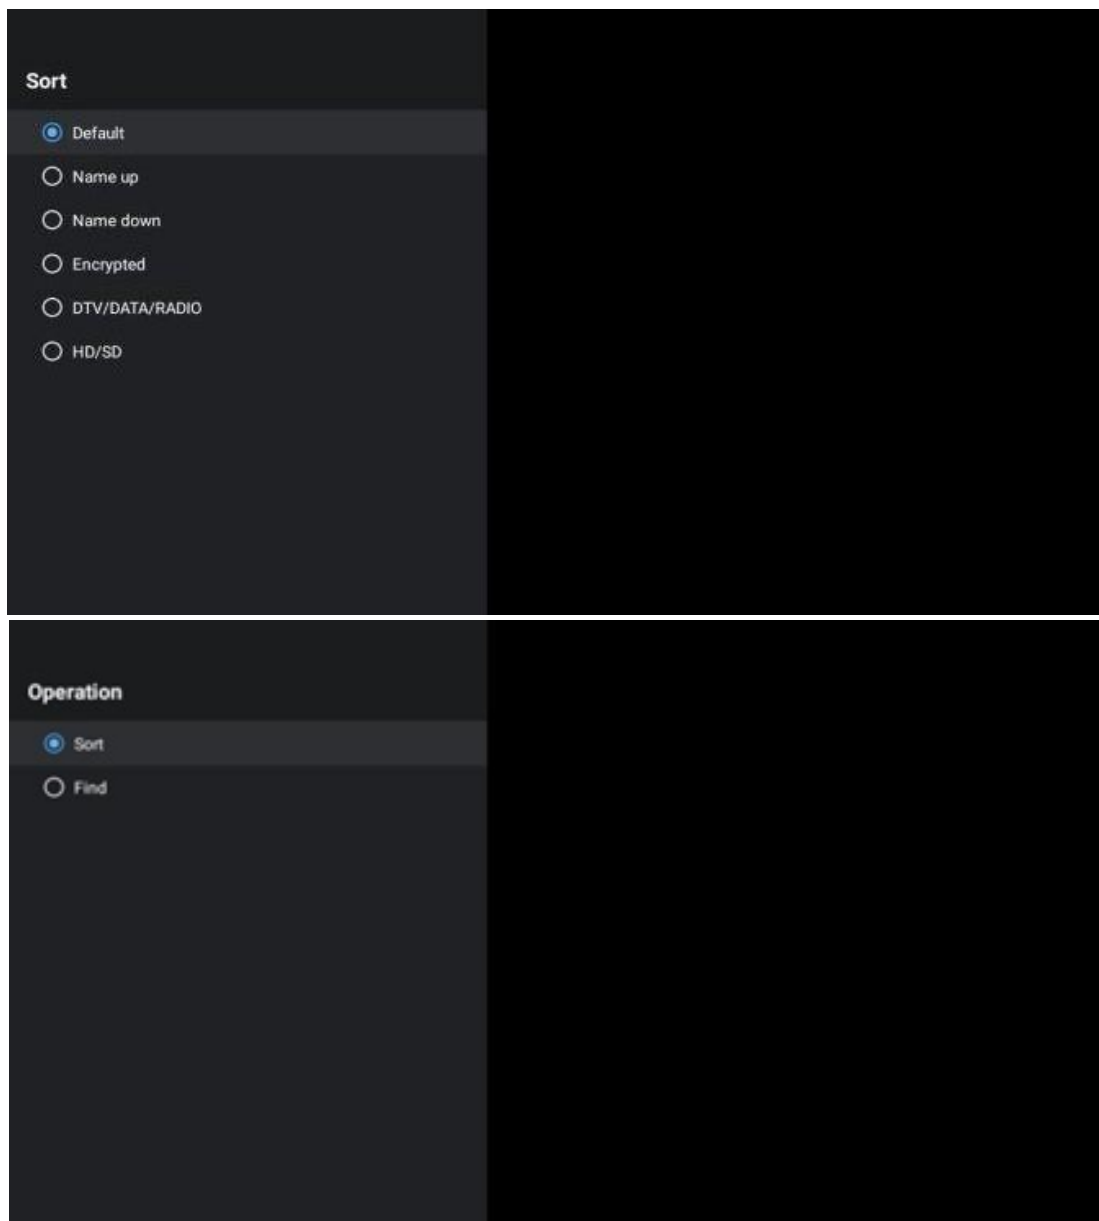 Sort
Default
Name up
Name down
Encrypted
DTV/DATA/RADIO
HD/SD
Operation
Sort
Find